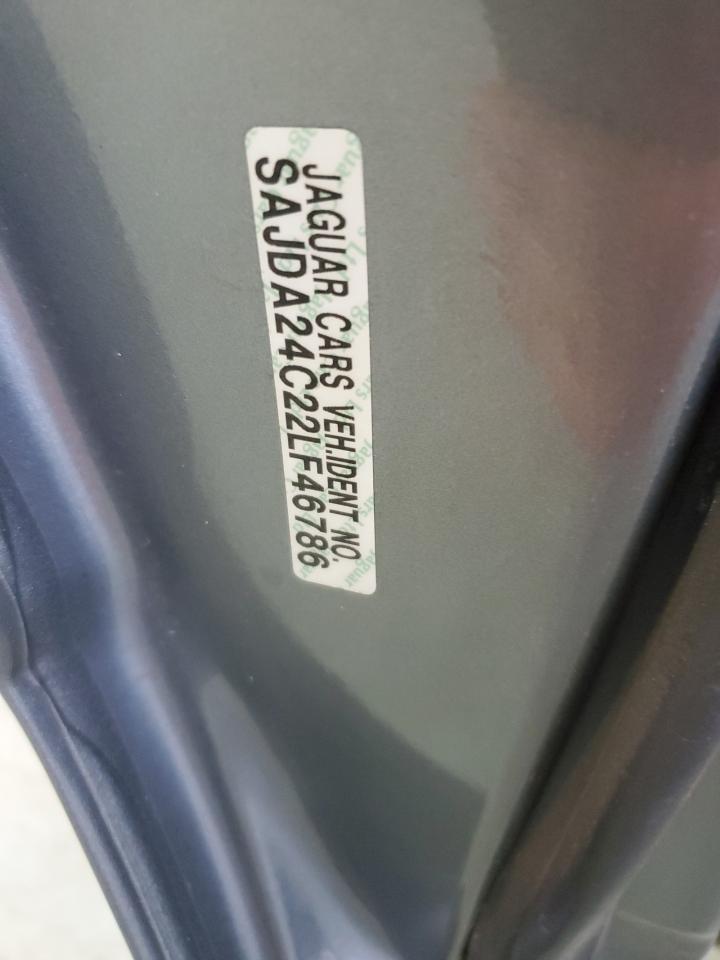 JAGUAR CARS VEH.IDENT NO.
SAJDA24C22LF46786